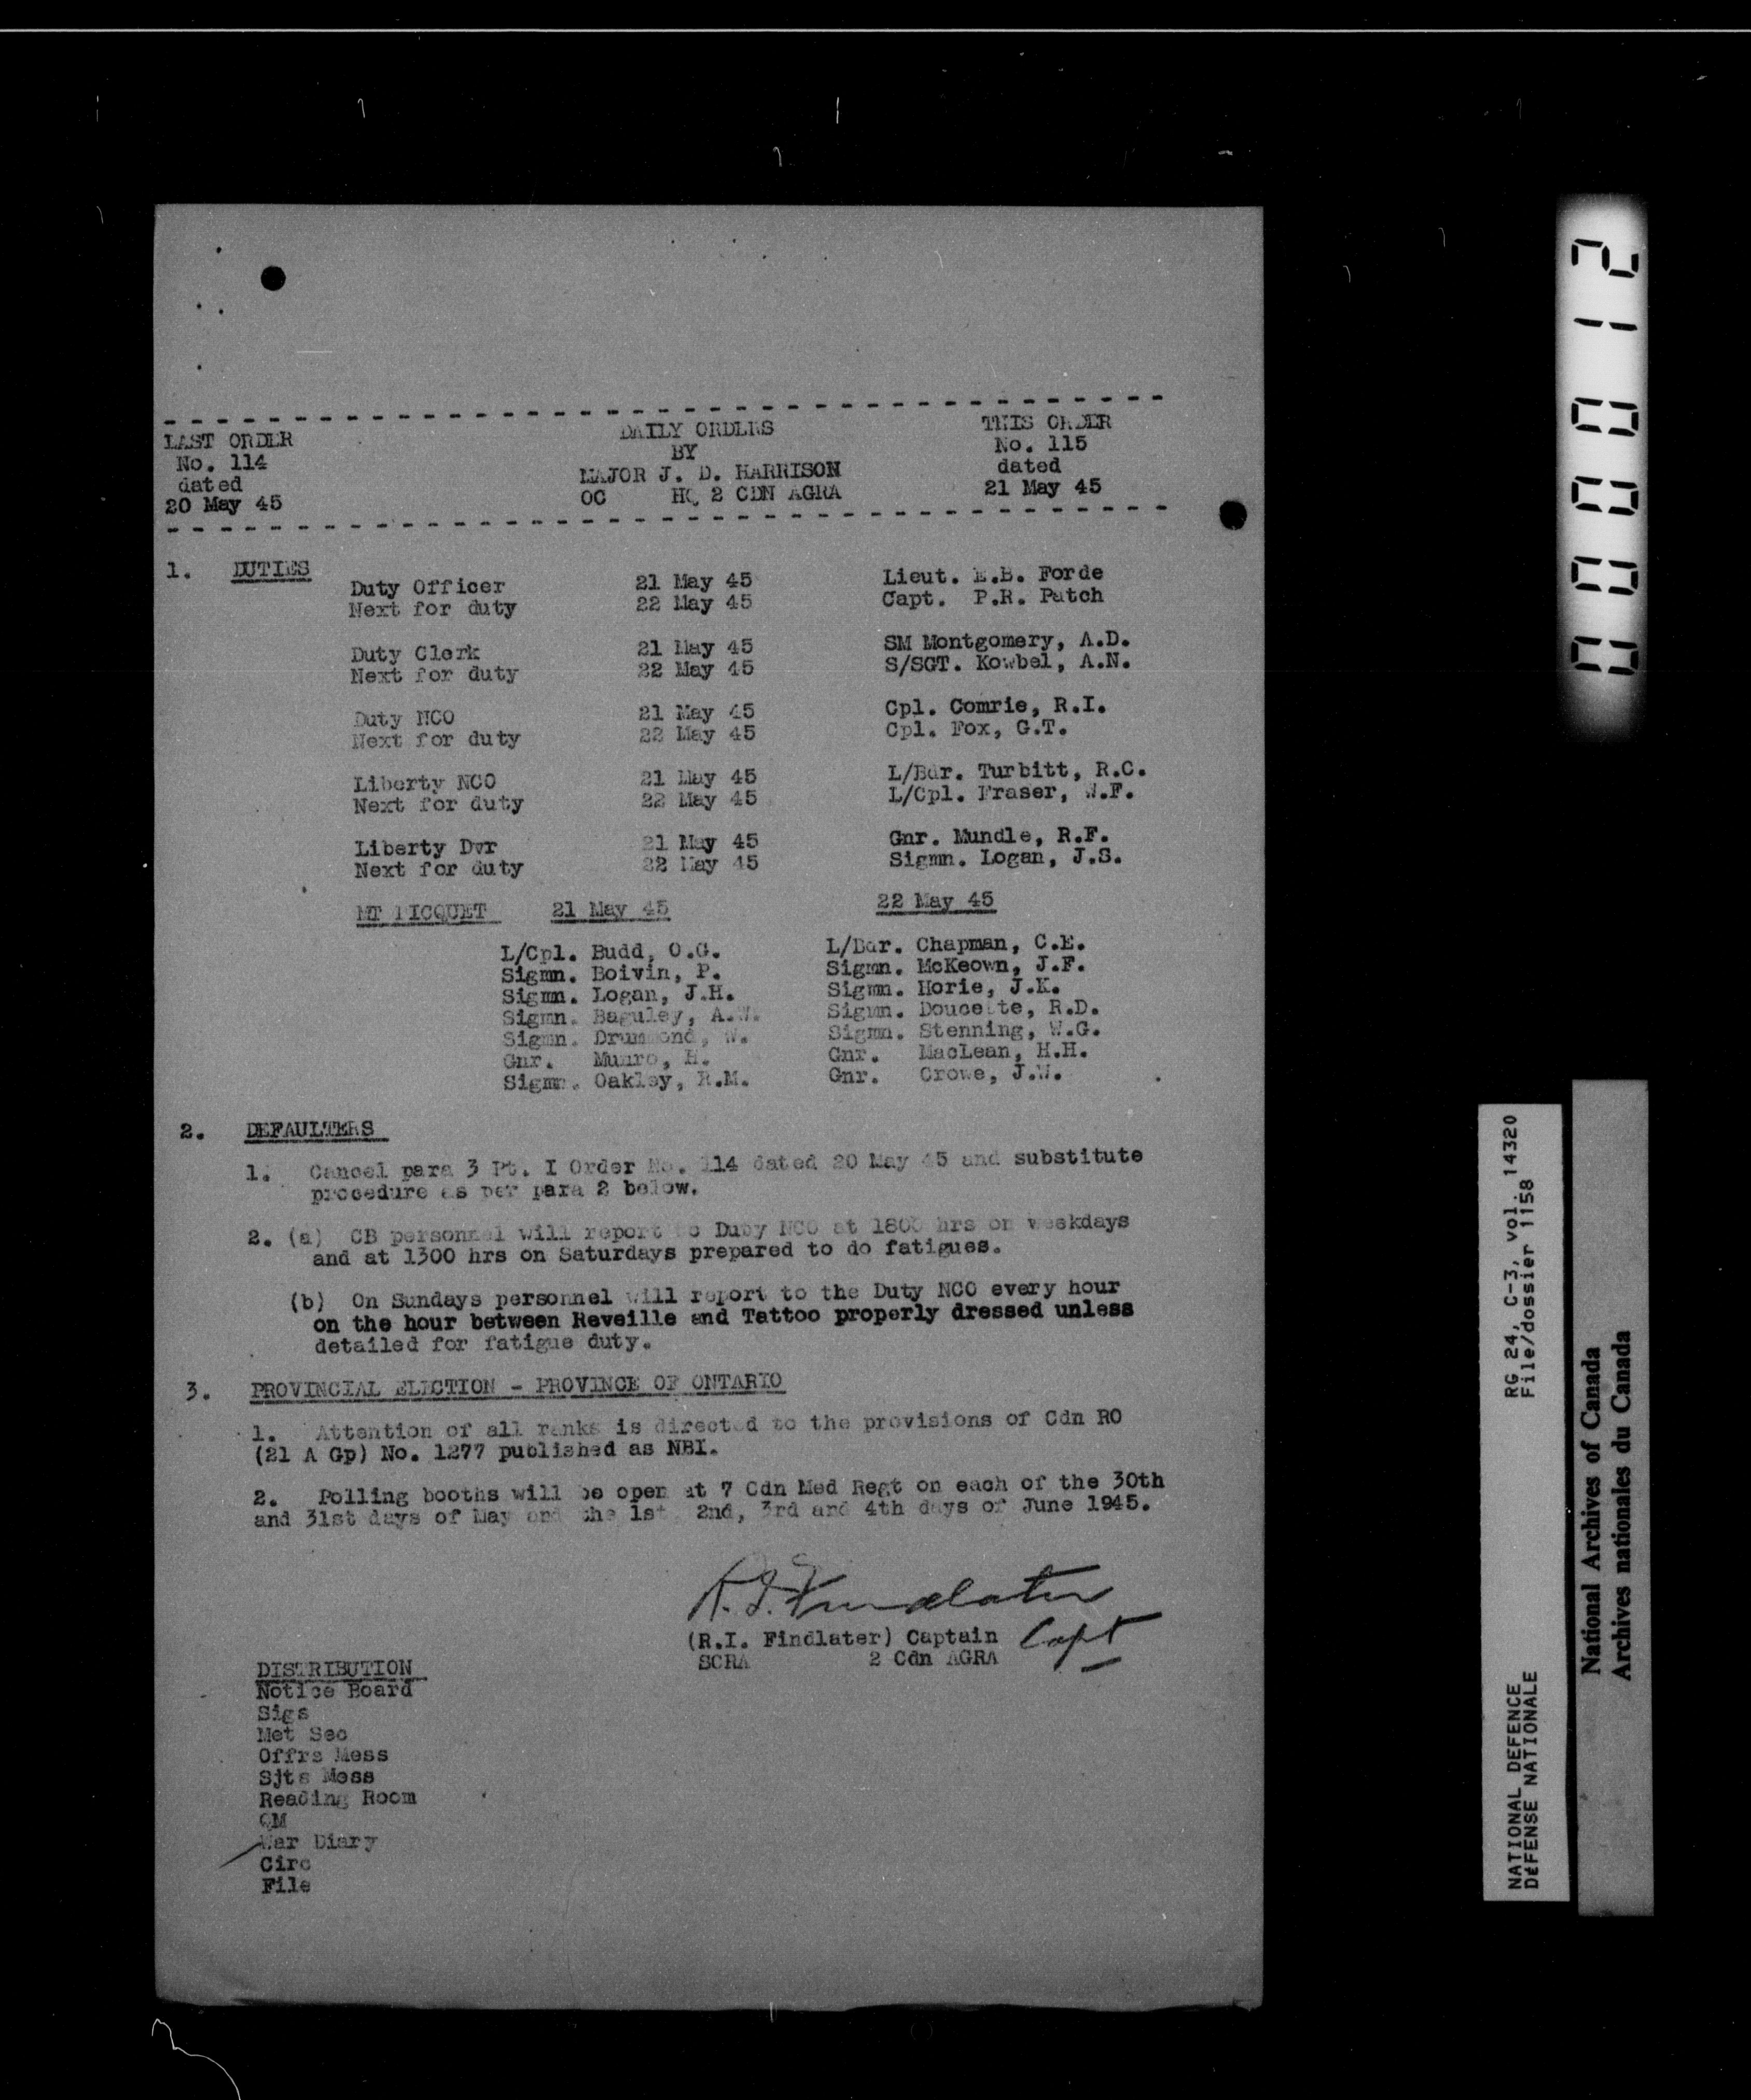 LAST ORDER
No. 114
dated
20 May 45
DAILY ORDERS
BY
MAJOR J. D. HARRISON
OC HQ 2 CDN AGRA
THIS ORDER
No. 115
dated
21 May 45
1. DUTIES
Duty Officer 21 May 45 Lieut. E.B. Forde
Next for duty 22 May 45 Capt. P.R. Patch
Duty Clerk 21 May 45 SM Montgomery, A.D.
Next for duty 22 May 45 S/SGT. Kowbel, A.N.
Duty NCO 21 May 45 Cpl. Comrie, R.I.
Next for duty 22 May 45 Cpl. Fox, G.T.
Liberty NCO 21 May 45 L/Bdr. Turbitt, R.C.
Next for duty 22 May 45 L/Cpl. Fraser, W.F.
Liberty Dvr 21 May 45 Gnr. Mundle, R.F.
Next for duty 22 May 45 Sigmn. Logan, J.S.
MT PICQUET 21 May 45 22 May 45
L/Cpl. Budd, O.G. L/Bdr. Chapman, C.E.
Sigmn. Boivin, P. Sigmn. McKeown, J.F.
Sigmn. Logan, J.H. Sigmn. Horie, J.K.
Sigmn. Baguley, A.W. Sigmn. Doucette, R.D.
Sigmn. Drummond, W. Sigmn. Stenning, W.G.
Gnr. Munro, H. Gnr. MacLean, H.H.
Sigmn. Oakley, R.M. Gnr. Crowe, J.W.
2. DEFAULTERS
1. Cancel para 3 Pt. I Order No. 114 dated 20 May 45 and substitute
procedure as per para 2 below.
2. (a) CB personnel will report to Duty NCO at 1800 hrs on weekdays
and at 1300 hrs on Saturdays prepared to do fatigues.
(b) On Sundays personnel will report to the Duty NCO every hour
on the hour between Reveille and Tattoo properly dressed unless
detailed for fatigue duty.
3. PROVINCIAL ELECTION - PROVINCE OF ONTARIO
1. Attention of all ranks is directed to the provisions of Cdn RO
(21 A Gp) No. 1277 published as NBI.
2. Polling booths will be open at 7 Cdn Med Regt on each of the 30th
and 31st days of May and the 1st, 2nd, 3rd and 4th days of June 1945.
R.I. Findlater
(R.I. Findlater) Captain Capt
SCRA 2 Cdn AGRA
DISTRIBUTION
Notice Board
Sigs
Met Sec
Offrs Mess
Sjts Mess
Reading Room
QM
War Diary
Circ
File
000012
RG 24, C-3, vol. 14320
File/dossier 1158
NATIONAL DEFENCE
DÉFENSE NATIONALE
National Archives of Canada
Archives nationales du Canada